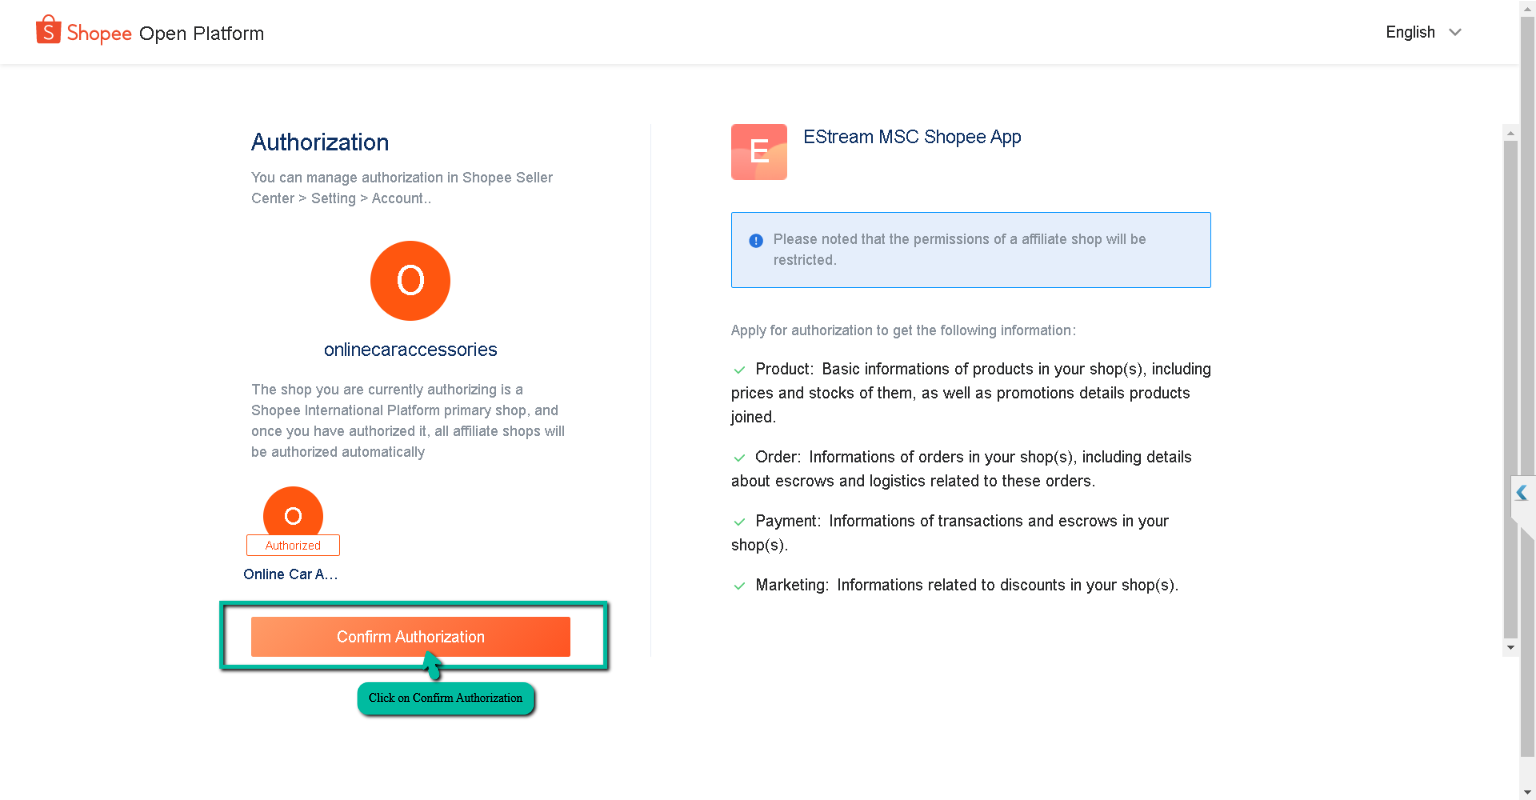 Shopee Open Platform
English
Authorization
You can manage authorization in Shopee Seller
Center > Setting > Account..
O
onlinecaraccessories
The shop you are currently authorizing is a
Shopee International Platform primary shop, and
once you have authorized it, all affiliate shops will
be authorized automatically
O
Authorized
Online Car A...
Confirm Authorization
Click on Confirm Authorization
E
EStream MSC Shopee App
Please noted that the permissions of a affiliate shop will be
restricted.
Apply for authorization to get the following information:
Product: Basic informations of products in your shop(s), including
prices and stocks of them, as well as promotions details products
joined.
Order: Informations of orders in your shop(s), including details
about escrows and logistics related to these orders.
Payment: Informations of transactions and escrows in your
shop(s).
Marketing: Informations related to discounts in your shop(s).